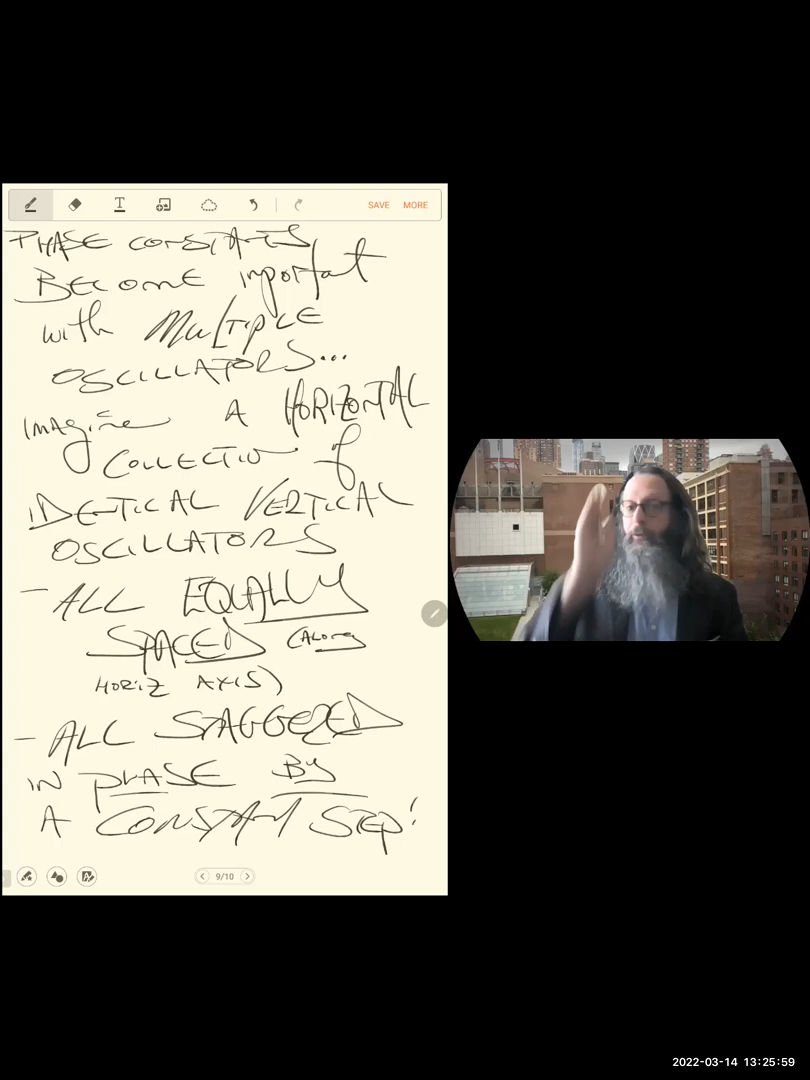 SAVE MORE
PHASE CONSTANTS
BECOME important
with MULTIPLE
OSCILLATORS...
IMAGINE A HORIZONTAL
COLLECTION of
IDENTICAL VERTICAL
OSCILLATORS
- ALL EQUALLY
SPACED (ALONG
HORIZ AXIS)
- ALL STAGGERED
IN PHASE BY
A CONSTANT STEP!
9/10
2022-03-14 13:25:59